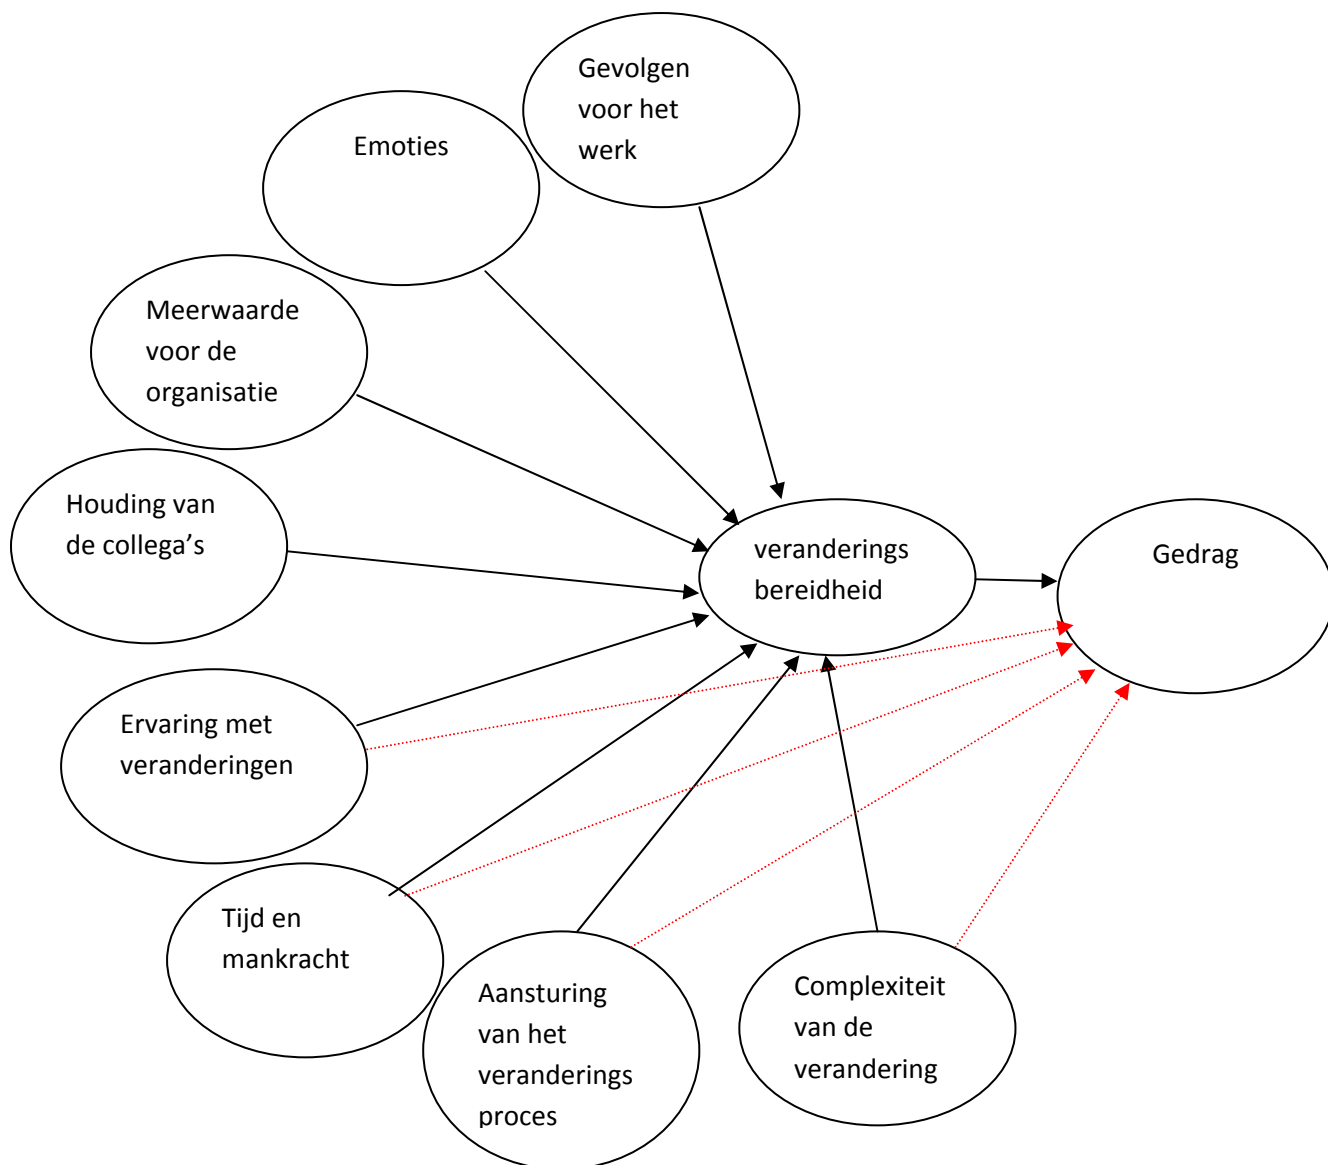 Gevolgen
voor het
werk
Emoties
Meerwaarde
voor de
organisatie
Houding van
de collega's
veranderings
bereidheid
Gedrag
Ervaring met
veranderingen
Tijd en
mankracht
Aansturing
van het
veranderings
proces
Complexiteit
van de
verandering